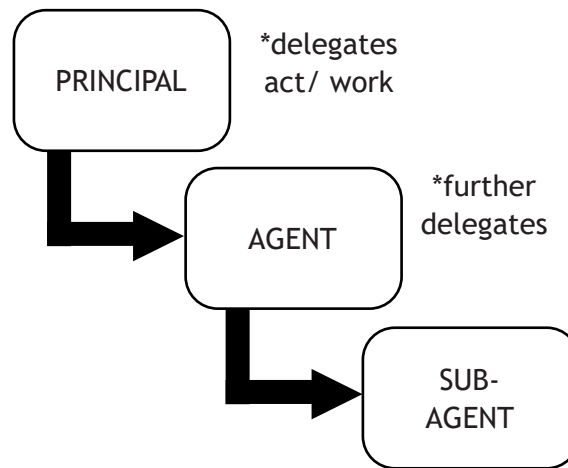 PRINCIPAL
*delegates
act/ work
AGENT
*further
delegates
SUB-
AGENT